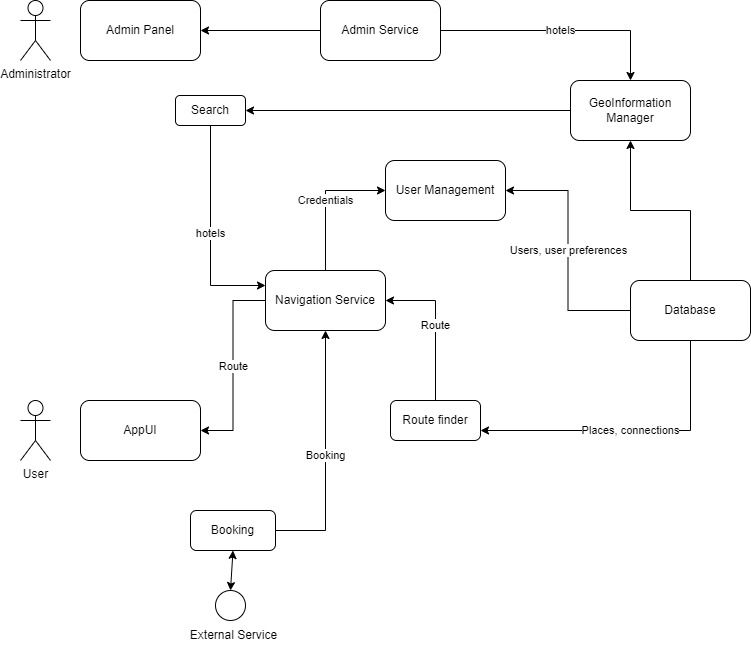 Admin Panel
Admin Service
hotels
Administrator
Search
GeoInformation
Manager
User Management
Credentials
hotels
Users, user preferences
Navigation Service
Database
Route
Route
AppUI
Route finder
Places, connections
User
Booking
Booking
External Service